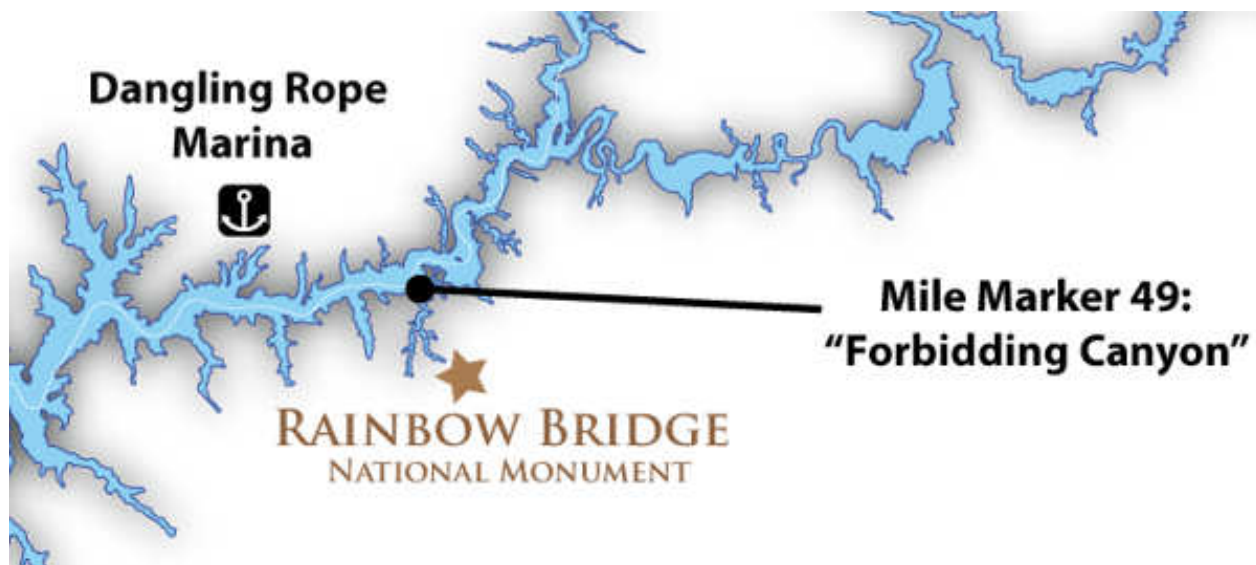 Dangling Rope
Marina
Mile Marker 49:
“Forbidding Canyon”
RAINBOW BRIDGE
NATIONAL MONUMENT